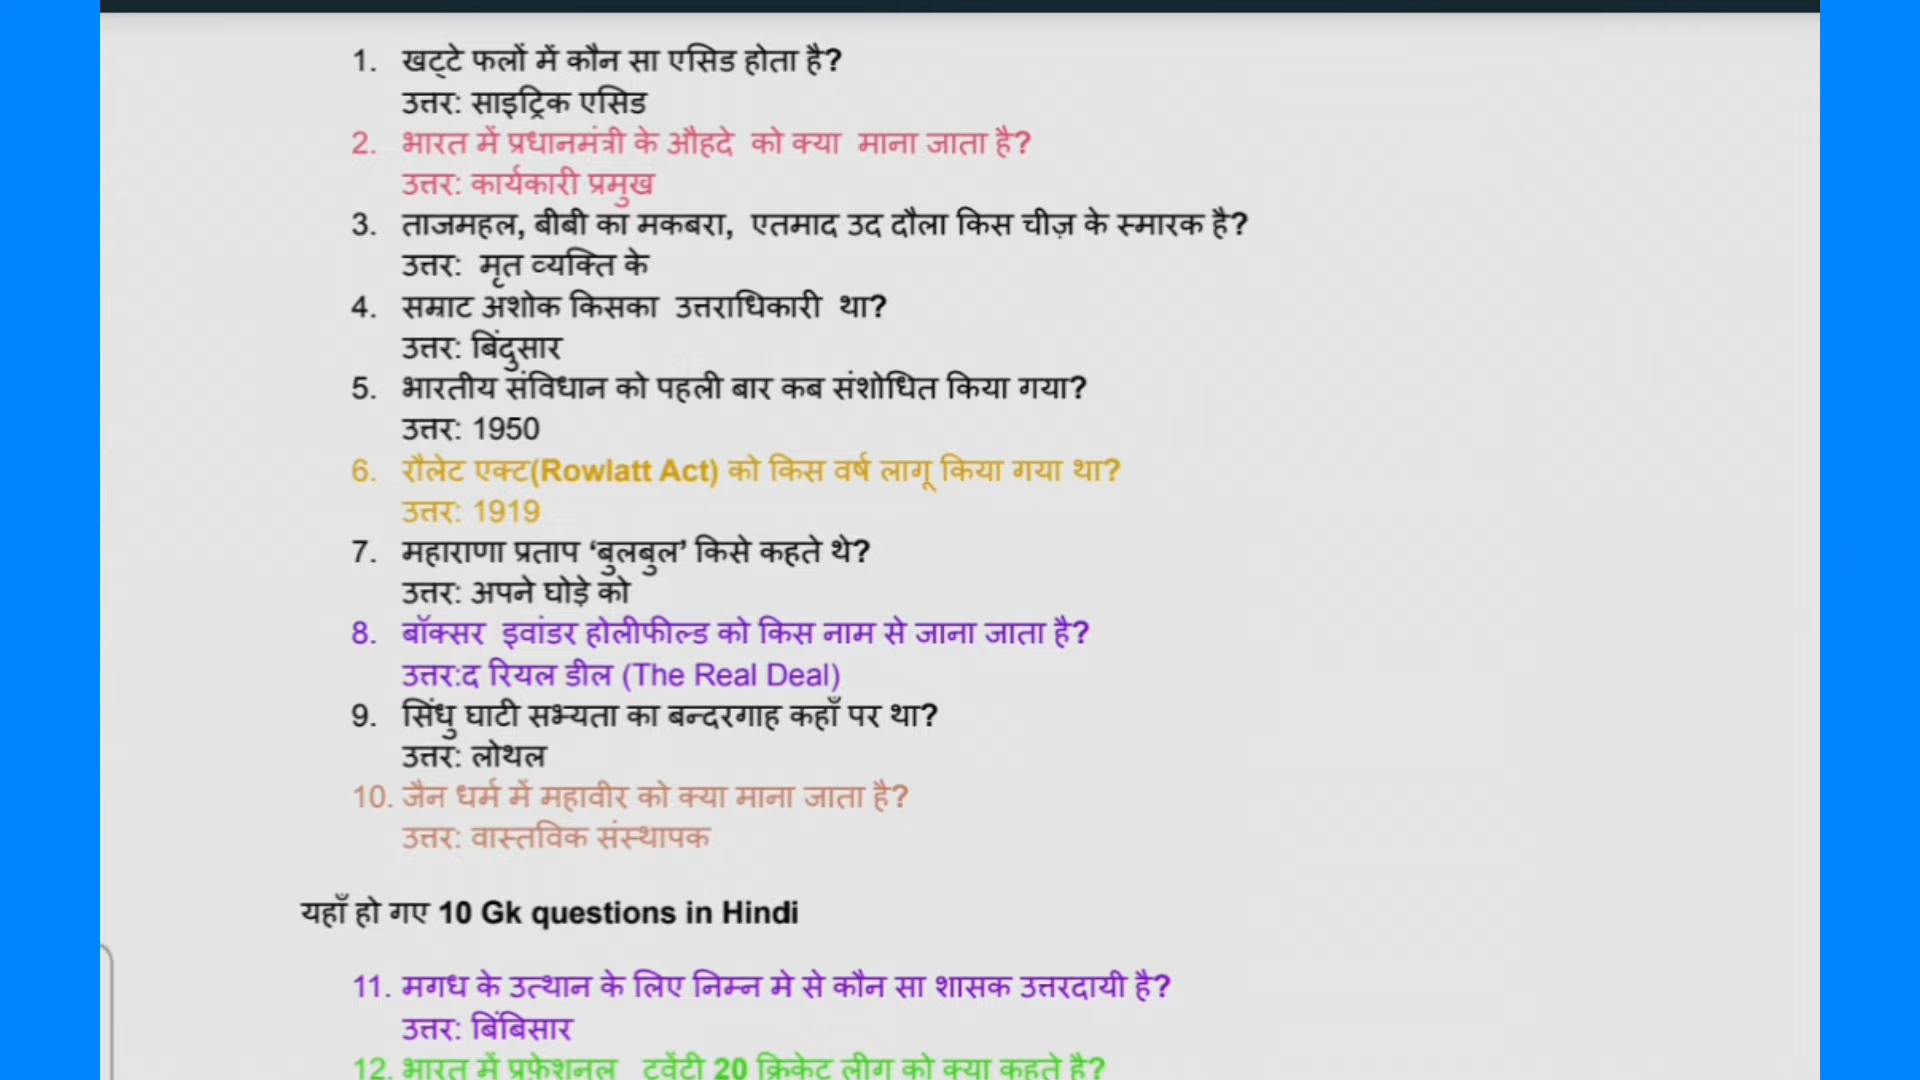 1. खट्टे फलों में कौन सा एसिड होता है?
उत्तर: साइट्रिक एसिड
2. भारत में प्रधानमंत्री के औहदे को क्या माना जाता है?
उत्तर: कार्यकारी प्रमुख
3. ताजमहल, बीबी का मकबरा, एतमाद उद दौला किस चीज़ के स्मारक है?
उत्तर: मृत व्यक्ति के
4. सम्राट अशोक किसका उत्तराधिकारी था?
उत्तर: बिंदुसार
5. भारतीय संविधान को पहली बार कब संशोधित किया गया?
उत्तर: 1950
6. रौलेट एक्ट(Rowlatt Act) को किस वर्ष लागू किया गया था?
उत्तर: 1919
7. महाराणा प्रताप ‘बुलबुल’ किसे कहते थे?
उत्तर: अपने घोड़े को
8. बॉक्सर इवांडर होलीफील्ड को किस नाम से जाना जाता है?
उत्तर:द रियल डील (The Real Deal)
9. सिंधु घाटी सभ्यता का बन्दरगाह कहाँ पर था?
उत्तर: लोथल
10. जैन धर्म में महावीर को क्या माना जाता है?
उत्तर: वास्तविक संस्थापक
यहाँ हो गए 10 Gk questions in Hindi
11. मगध के उत्थान के लिए निम्न मे से कौन सा शासक उत्तरदायी है?
उत्तर: बिंबिसार
12. भारत में प्रफ़ेशनल ट्वेंटी 20 क्रिकेट लीग को क्या कहते है?